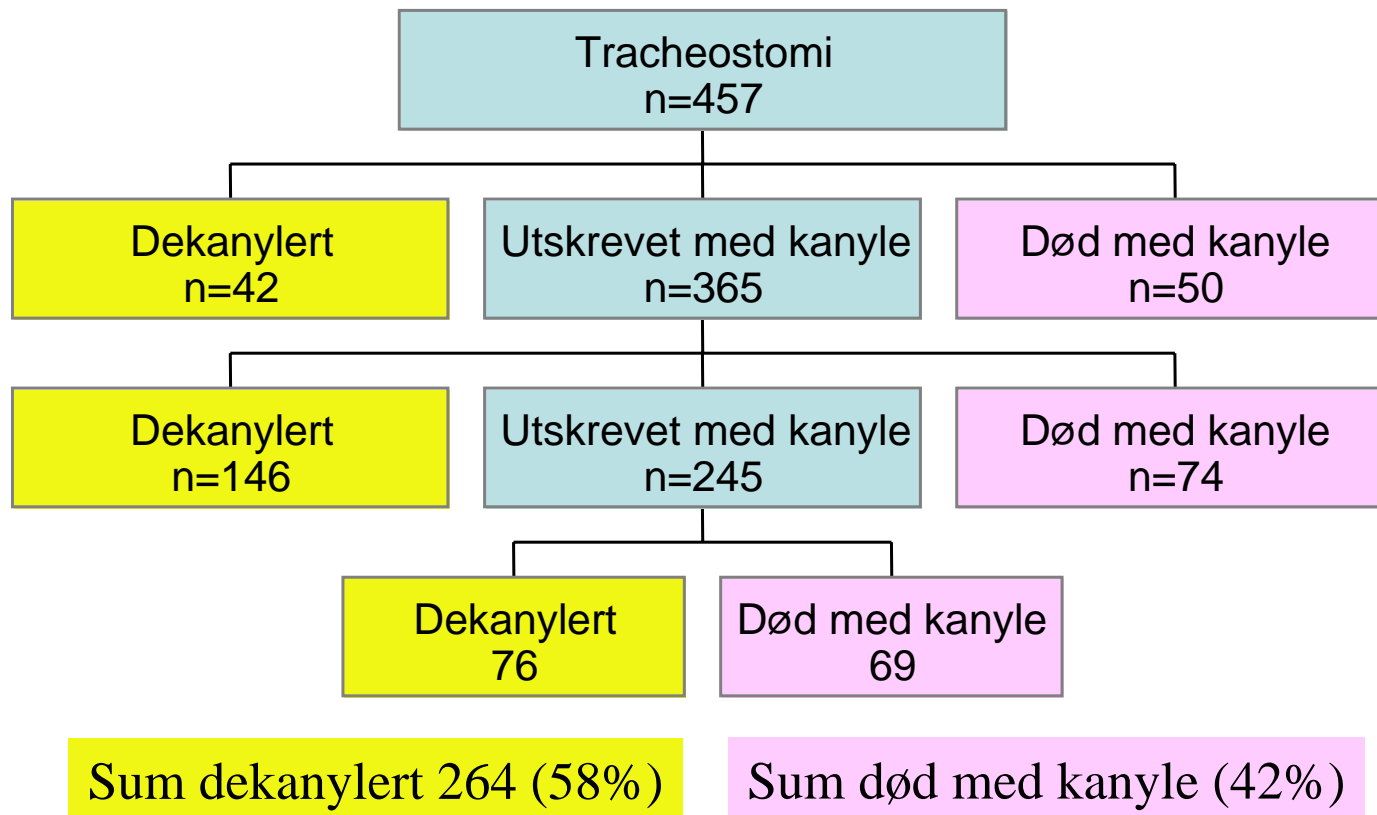 Tracheostomi
n=457
Dekanylert
n=42
Utskrevet med kanyle
n=365
Død med kanyle
n=50
Dekanylert
n=146
Utskrevet med kanyle
n=245
Død med kanyle
n=74
Dekanylert
76
Død med kanyle
69
Sum dekanylert 264 (58%)
Sum død med kanyle (42%)